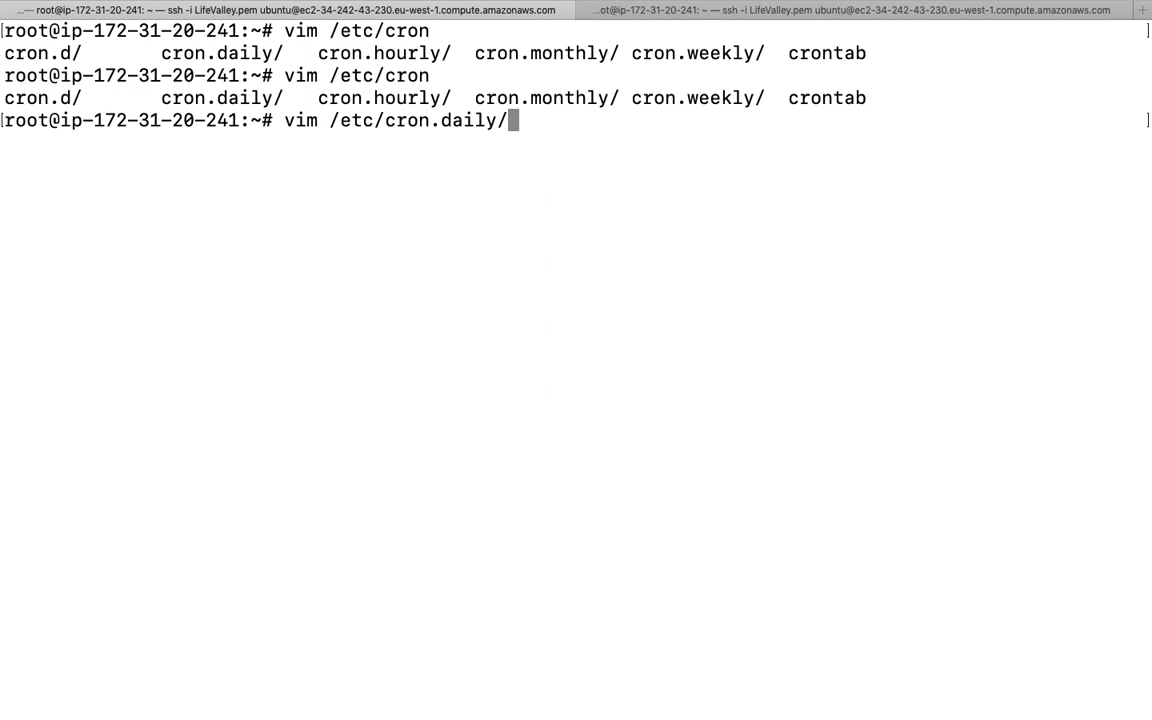 ...— root@ip-172-31-20-241: ~ — ssh -i LifeValley.pem ubuntu@ec2-34-242-43-230.eu-west-1.compute.amazonaws.com
...ot@ip-172-31-20-241: ~ — ssh -i LifeValley.pem ubuntu@ec2-34-242-43-230.eu-west-1.compute.amazonaws.com
+
[root@ip-172-31-20-241:~# vim /etc/cron ]
cron.d/ cron.daily/ cron.hourly/ cron.monthly/ cron.weekly/ crontab
root@ip-172-31-20-241:~# vim /etc/cron
cron.d/ cron.daily/ cron.hourly/ cron.monthly/ cron.weekly/ crontab
[root@ip-172-31-20-241:~# vim /etc/cron.daily/ ]